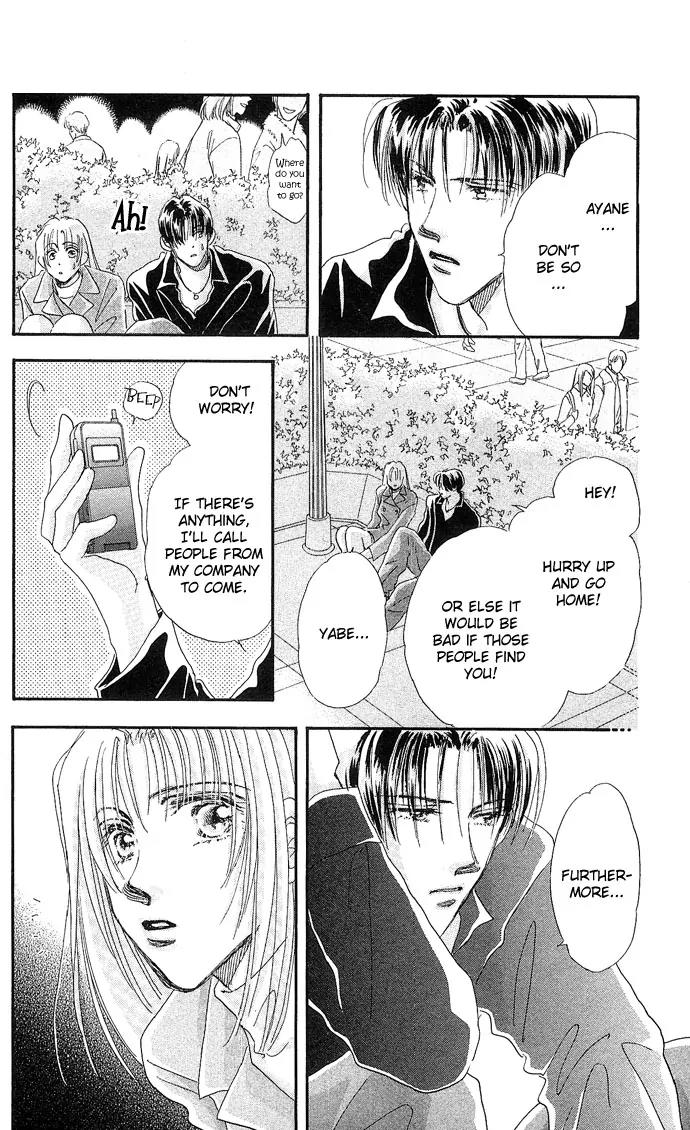 AYANE
...
DON'T
BE SO
...
Where
do you
want
to go?
Ah!
HEY!
HURRY UP
AND GO
HOME!
OR ELSE IT
WOULD BE
BAD IF THOSE
PEOPLE FIND
YOU!
YABE...
DON'T
WORRY!
BEEP
IF THERE'S
ANYTHING,
I'LL CALL
PEOPLE FROM
MY COMPANY
TO COME.
FURTHER-
MORE...